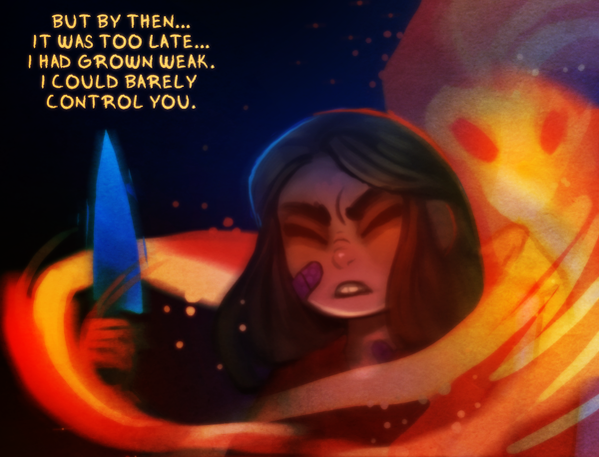 BUT BY THEN...
IT WAS TOO LATE...
I HAD GROWN WEAK.
I COULD BARELY
CONTROL YOU.